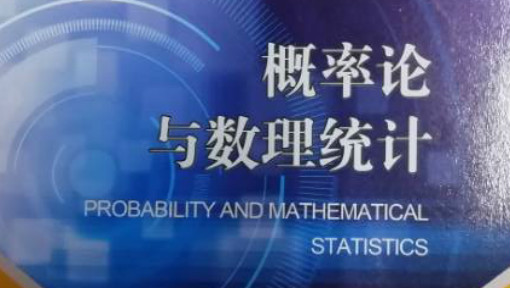 概率论
与数理统计
PROBABILITY AND MATHEMATICAL
STATISTICS